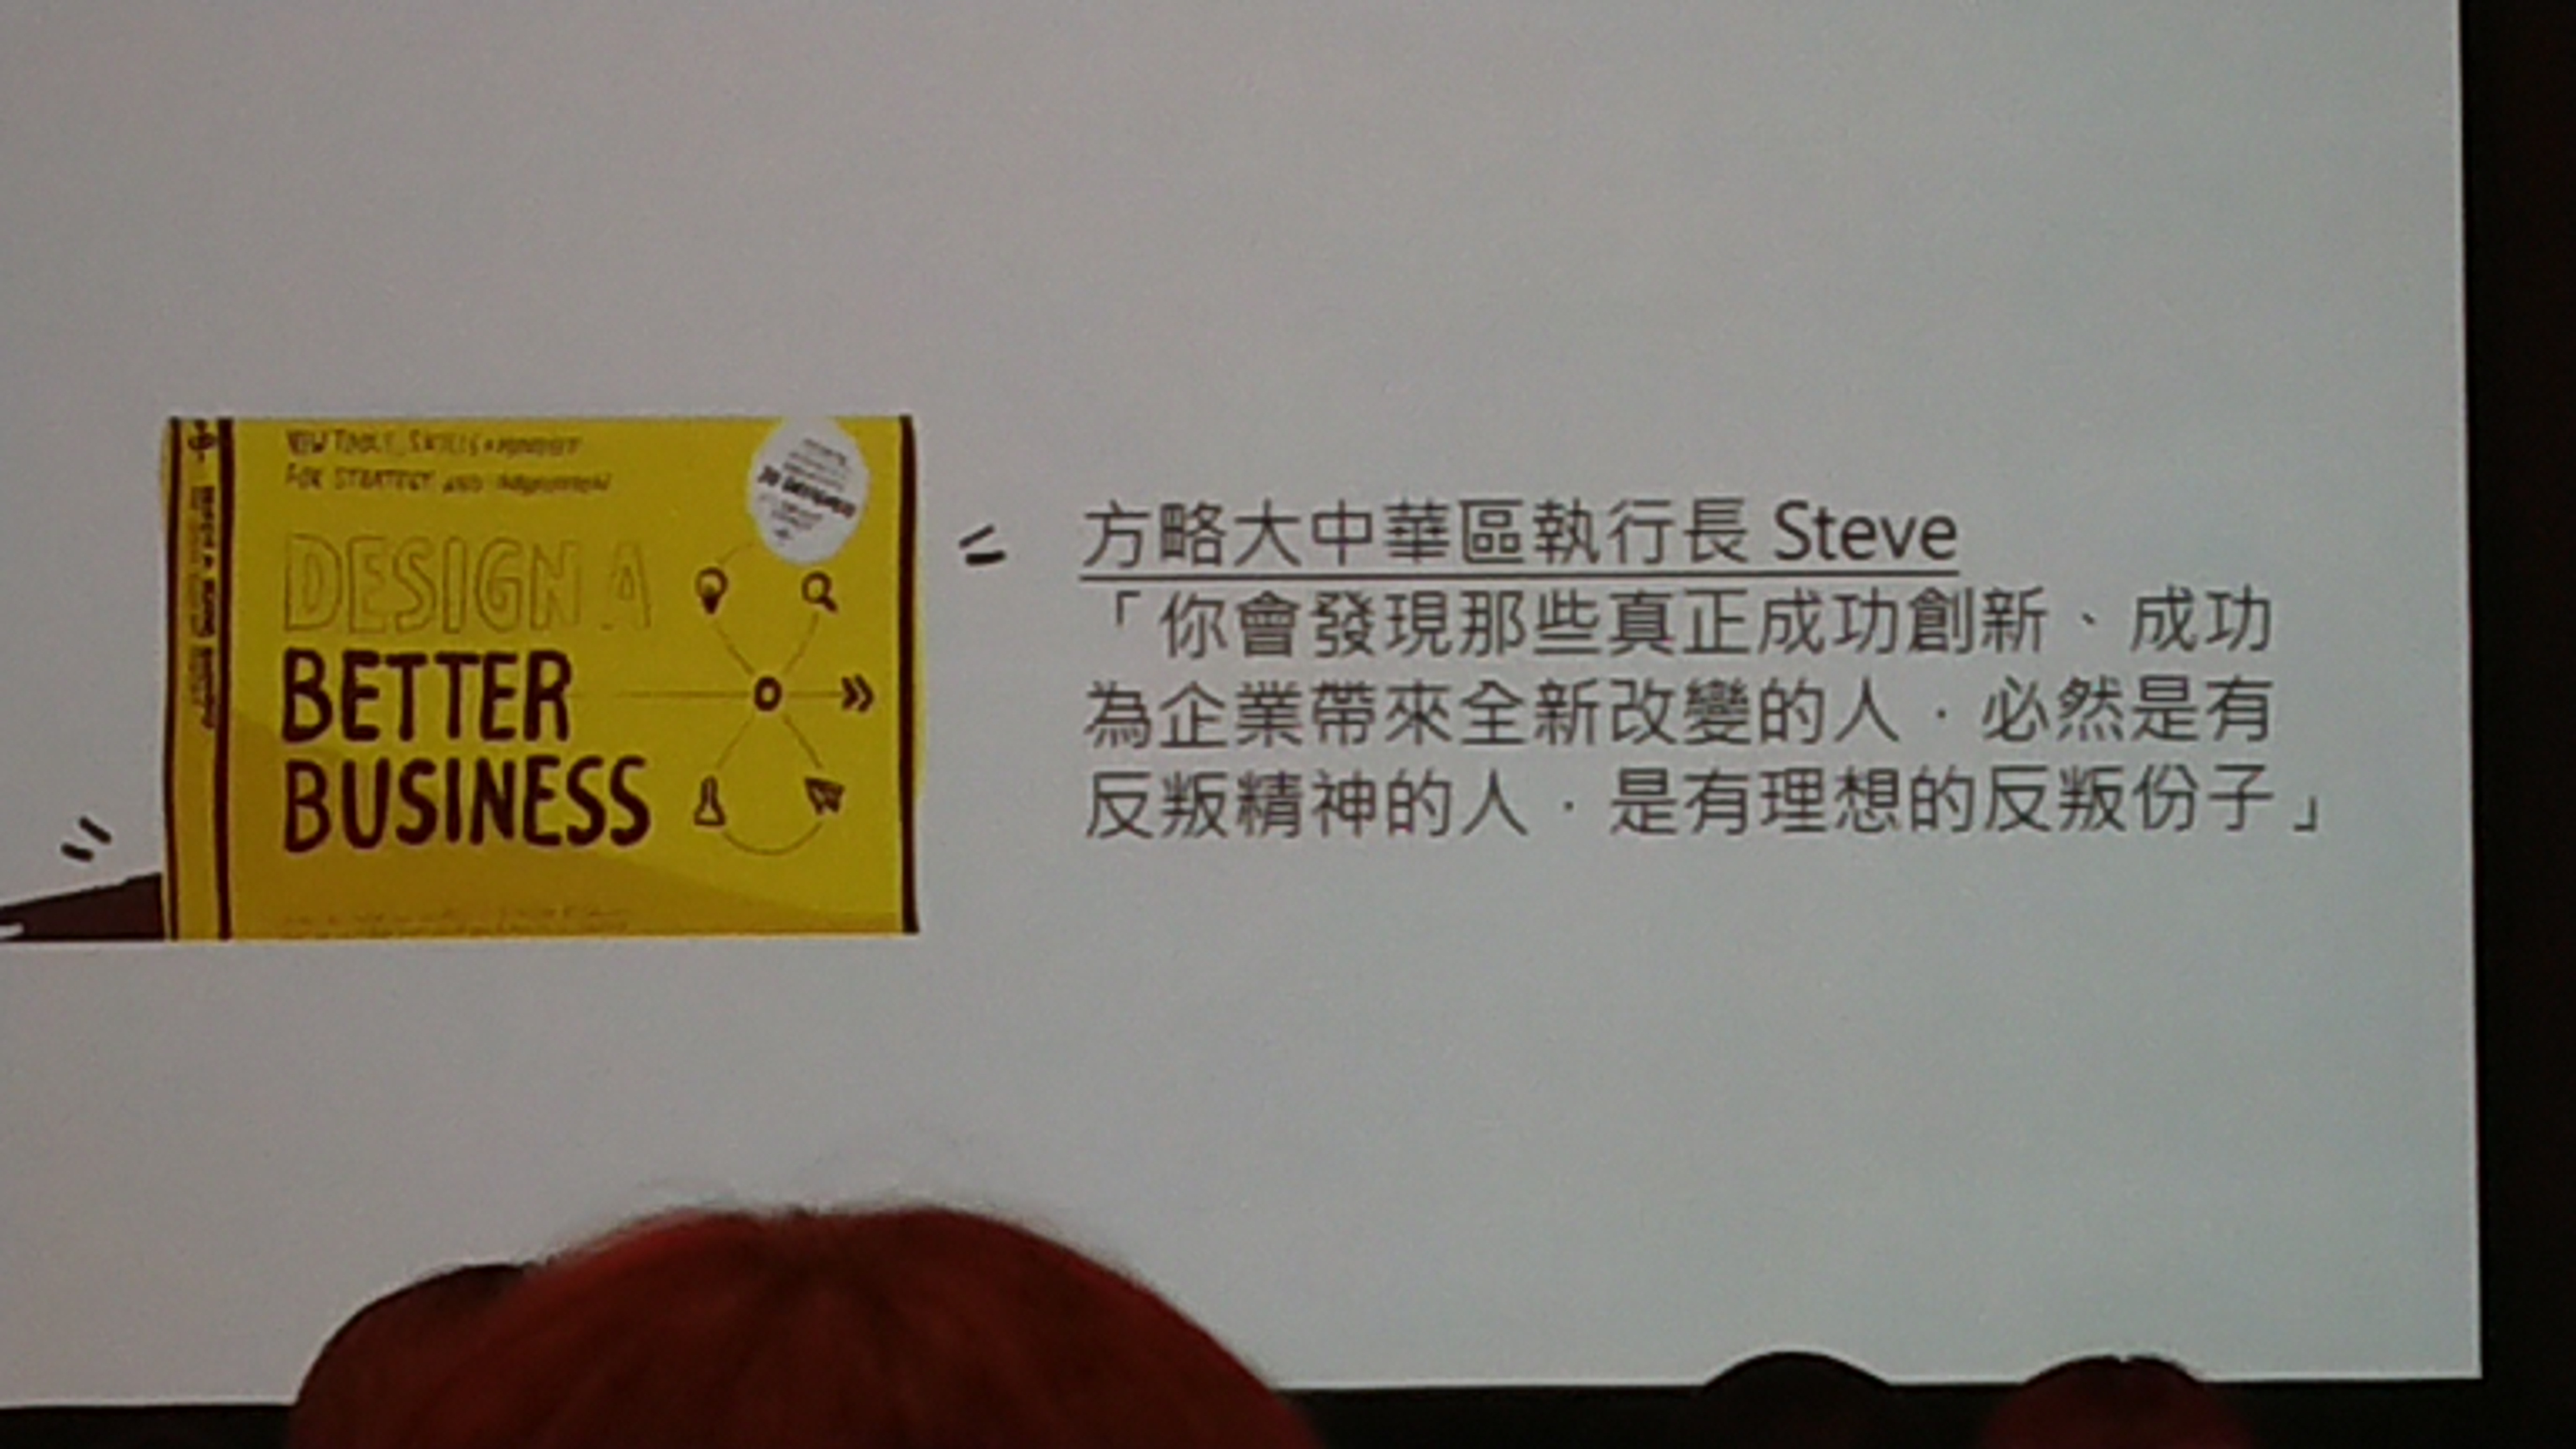 NEW TOOLS, SKILLS & MINDSET
FOR STRATEGY AND INNOVATION
DESIGN A
BETTER
BUSINESS
方略大中華區執行長 Steve
「你會發現那些真正成功創新、成功
為企業帶來全新改變的人，必然是有
反叛精神的人，是有理想的反叛份子」